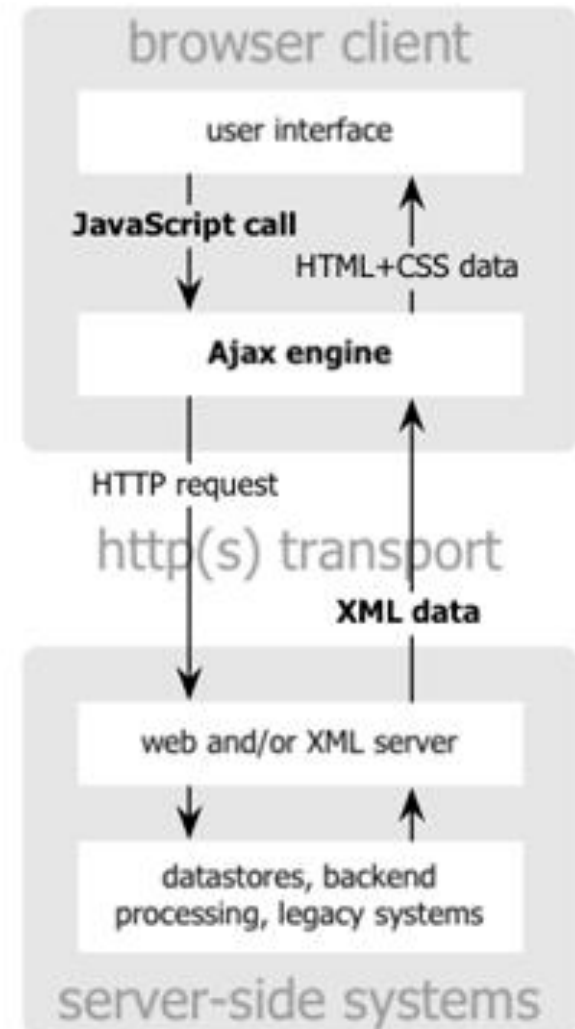 browser client
user interface
JavaScript call
HTML+CSS data
Ajax engine
HTTP request
http(s) transport
XML data
web and/or XML server
datastores, backend
processing, legacy systems
server-side systems